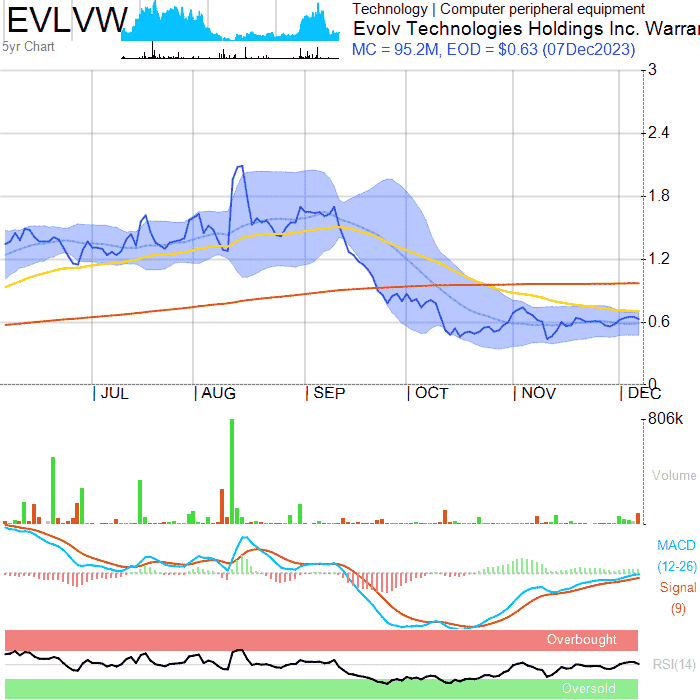 EVLVW
5yr Chart
Technology | Computer peripheral equipment
Evolv Technologies Holdings Inc. Warra
MC = 95.2M, EOD = $0.63 (07Dec2023)
3
2.4
1.8
1.2
0.6
0
JUL AUG SEP OCT NOV DEC
806k
Volume
MACD
(12-26)
Signal
(9)
Overbought
RSI(14)
Oversold